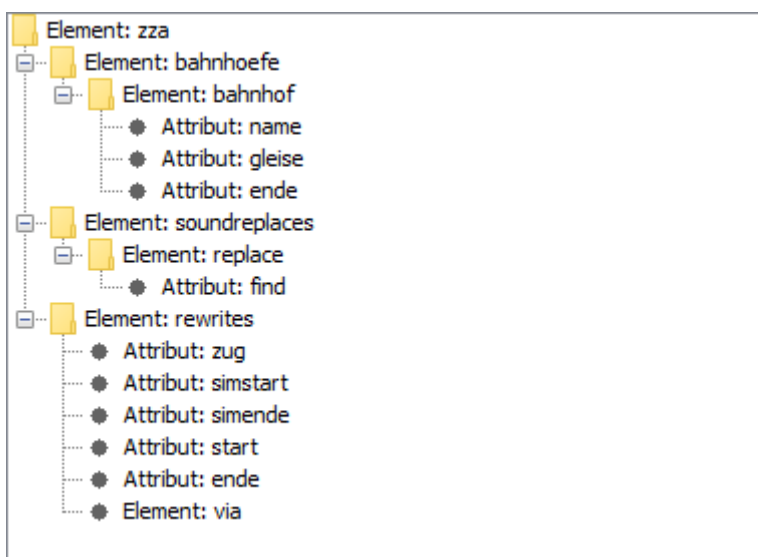 Element: zza
Element: bahnhoefe
Element: bahnhof
Attribut: name
Attribut: gleise
Attribut: ende
Element: soundreplaces
Element: replace
Attribut: find
Element: rewrites
Attribut: zug
Attribut: simstart
Attribut: simende
Attribut: start
Attribut: ende
Element: via